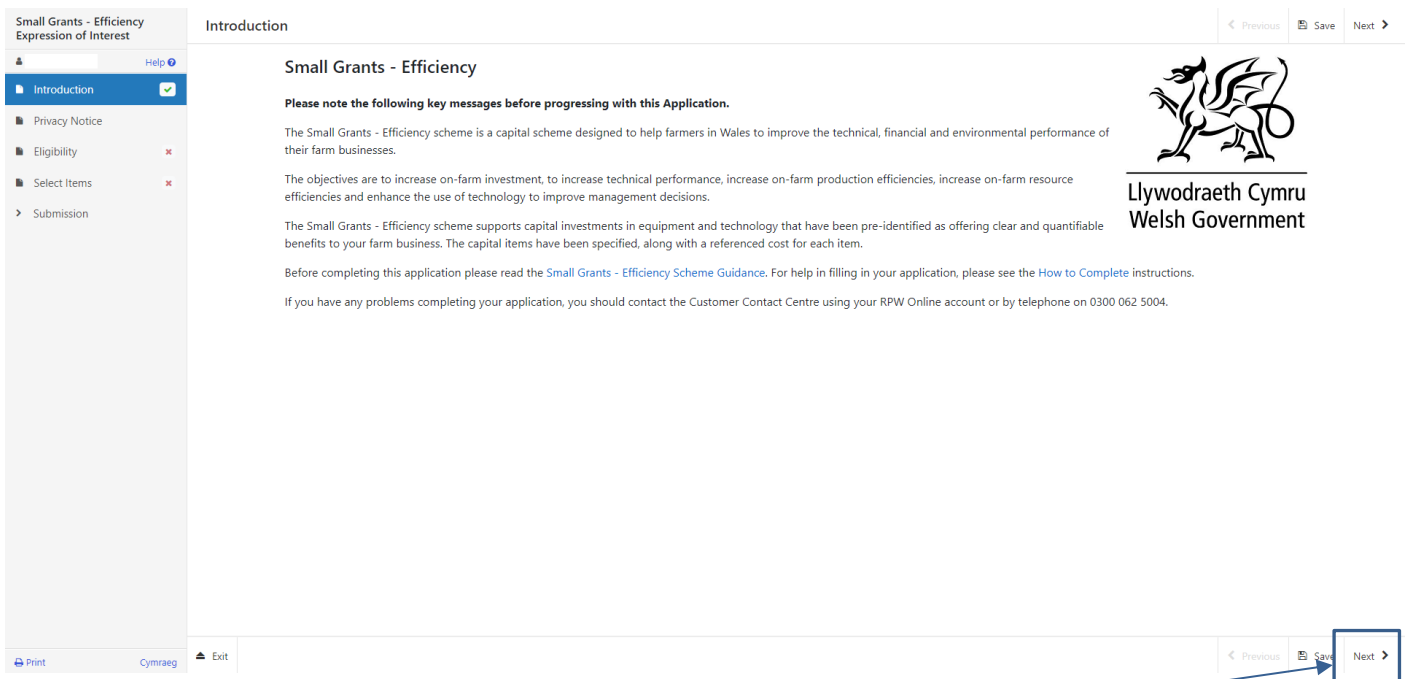 Small Grants - Efficiency
Expression of Interest
Help
Introduction
Privacy Notice
Eligibility
Select Items
Submission
Print
Cymraeg
Introduction
Previous
Save
Next
Small Grants - Efficiency
Please note the following key messages before progressing with this Application.
The Small Grants - Efficiency scheme is a capital scheme designed to help farmers in Wales to improve the technical, financial and environmental performance of
their farm businesses.
The objectives are to increase on-farm investment, to increase technical performance, increase on-farm production efficiencies, increase on-farm resource
efficiencies and enhance the use of technology to improve management decisions.
The Small Grants - Efficiency scheme supports capital investments in equipment and technology that have been pre-identified as offering clear and quantifiable
benefits to your farm business. The capital items have been specified, along with a referenced cost for each item.
Before completing this application please read the Small Grants - Efficiency Scheme Guidance. For help in filling in your application, please see the How to Complete instructions.
If you have any problems completing your application, you should contact the Customer Contact Centre using your RPW Online account or by telephone on 0300 062 5004.
Llywodraeth Cymru
Welsh Government
Exit
Previous
Save
Next